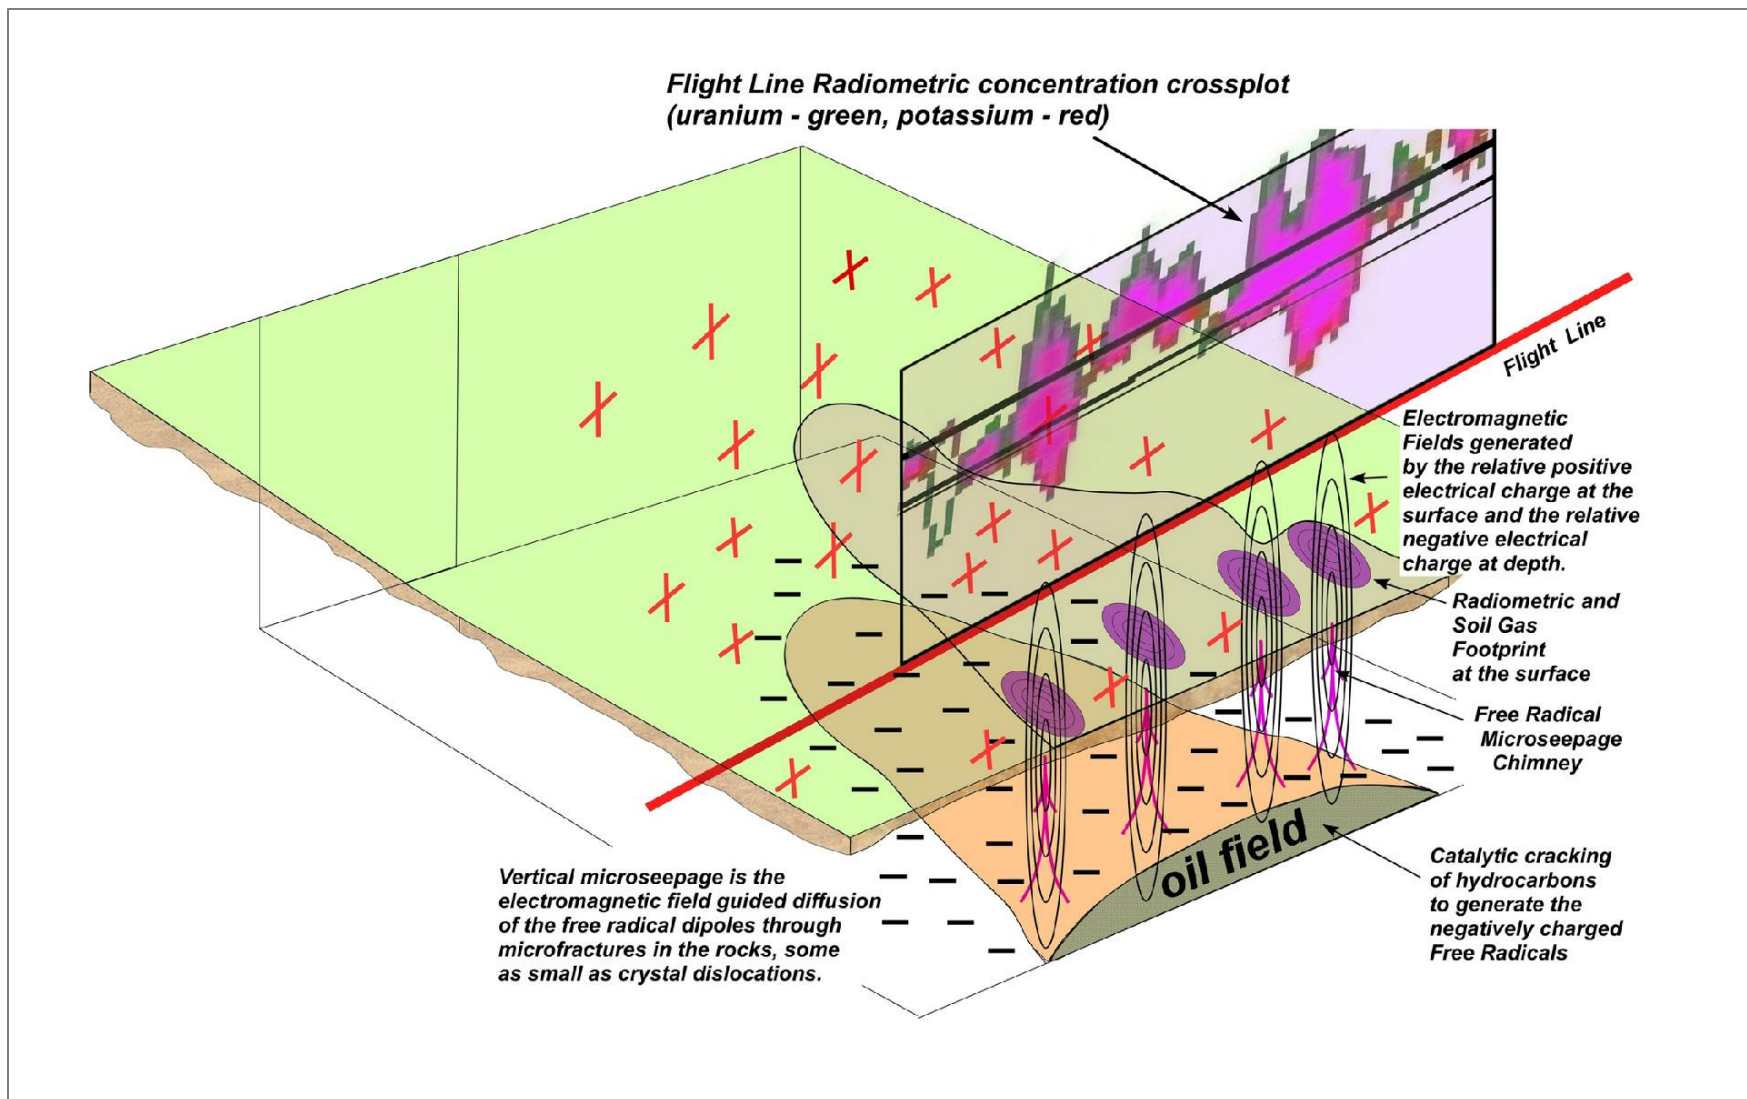 Flight Line Radiometric concentration crossplot
(uranium - green, potassium - red)
Flight Line
Electromagnetic
Fields generated
by the relative positive
electrical charge at the
surface and the relative
negative electrical
charge at depth.
Radiometric and
Soil Gas
Footprint
at the surface
Free Radical
Microseepage
Chimney
oil field
Catalytic cracking
of hydrocarbons
to generate the
negatively charged
Free Radicals
Vertical microseepage is the
electromagnetic field guided diffusion
of the free radical dipoles through
microfractures in the rocks, some
as small as crystal dislocations.